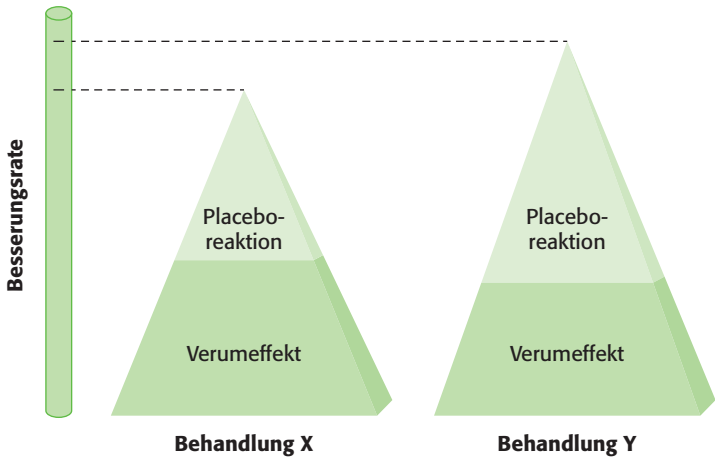 Besserungsrate
Placebo-
reaktion
Verumeffekt
Behandlung X
Placebo-
reaktion
Verumeffekt
Behandlung Y